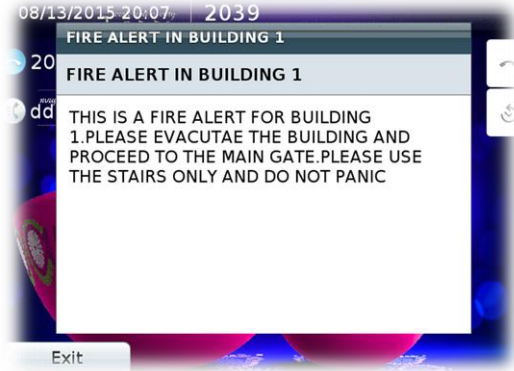 08/13/2015 20:07 2039
FIRE ALERT IN BUILDING 1
20
FIRE ALERT IN BUILDING 1
dd
THIS IS A FIRE ALERT FOR BUILDING
1.PLEASE EVACUTAE THE BUILDING AND
PROCEED TO THE MAIN GATE.PLEASE USE
THE STAIRS ONLY AND DO NOT PANIC
Exit